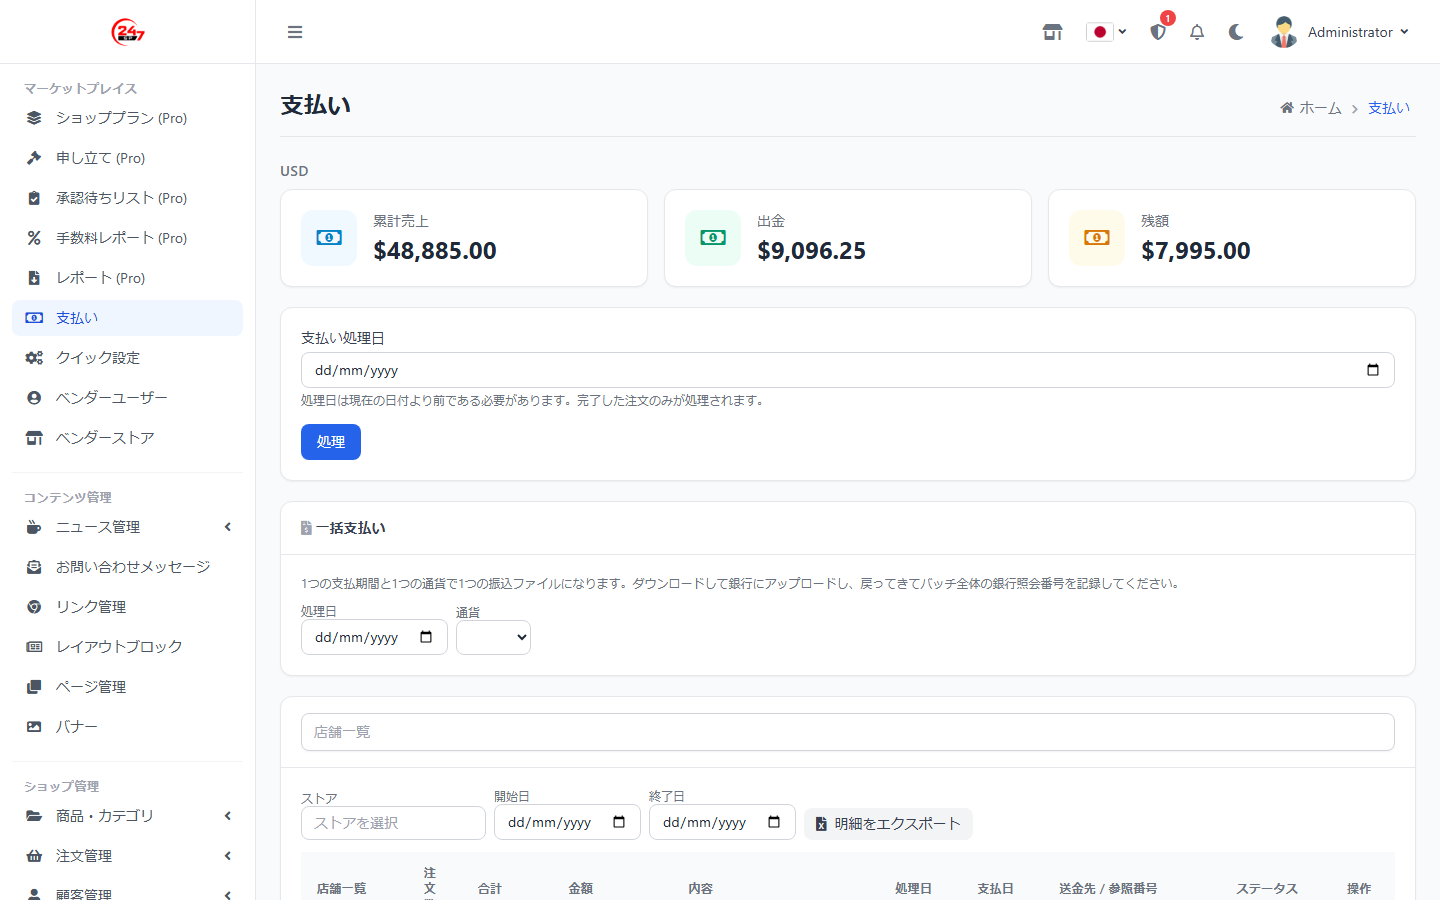 247
1
Administrator
マーケットプレイス
ショッププラン (Pro)
申し立て (Pro)
承認待ちリスト (Pro)
手数料レポート (Pro)
レポート (Pro)
支払い
クイック設定
ベンダーユーザー
ベンダーストア
コンテンツ管理
ニュース管理
お問い合わせメッセージ
リンク管理
レイアウトブロック
ページ管理
バナー
ショップ管理
商品・カテゴリ
注文管理
顧客管理
支払い
ホーム
支払い
USD
累計売上
$48,885.00
出金
$9,096.25
残額
$7,995.00
支払い処理日
dd/mm/yyyy
処理日は現在の日付より前である必要があります。完了した注文のみが処理されます。
処理
一括支払い
1つの支払期間と1つの通貨で1つの振込ファイルになります。ダウンロードして銀行にアップロードし、戻ってきてバッチ全体の銀行照会番号を記録してください。
処理日
通貨
dd/mm/yyyy
店舗一覧
ストア
開始日
終了日
ストアを選択
dd/mm/yyyy
dd/mm/yyyy
明細をエクスポート
店舗一覧
注文
合計
金額
内容
処理日
支払日
送金先 / 参照番号
ステータス
操作